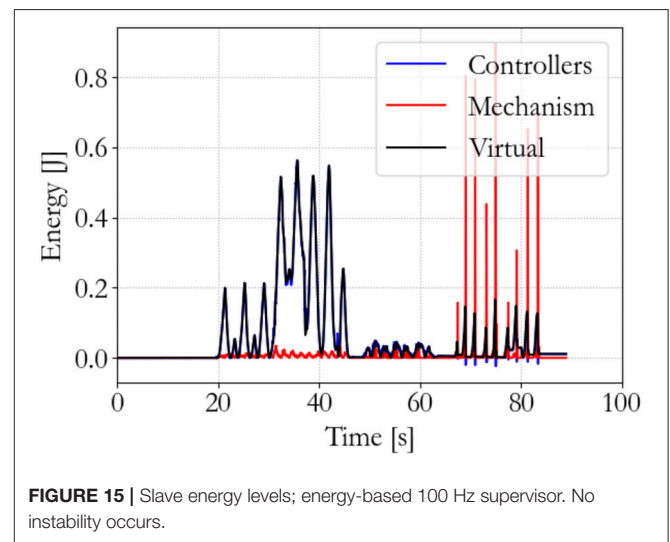 Controllers
Mechanism
Virtual
0.8
0.6
0.4
0.2
0.0
Energy [J]
0 20 40 60 80 100
Time [s]
FIGURE 15 | Slave energy levels; energy-based 100 Hz supervisor. No
instability occurs.